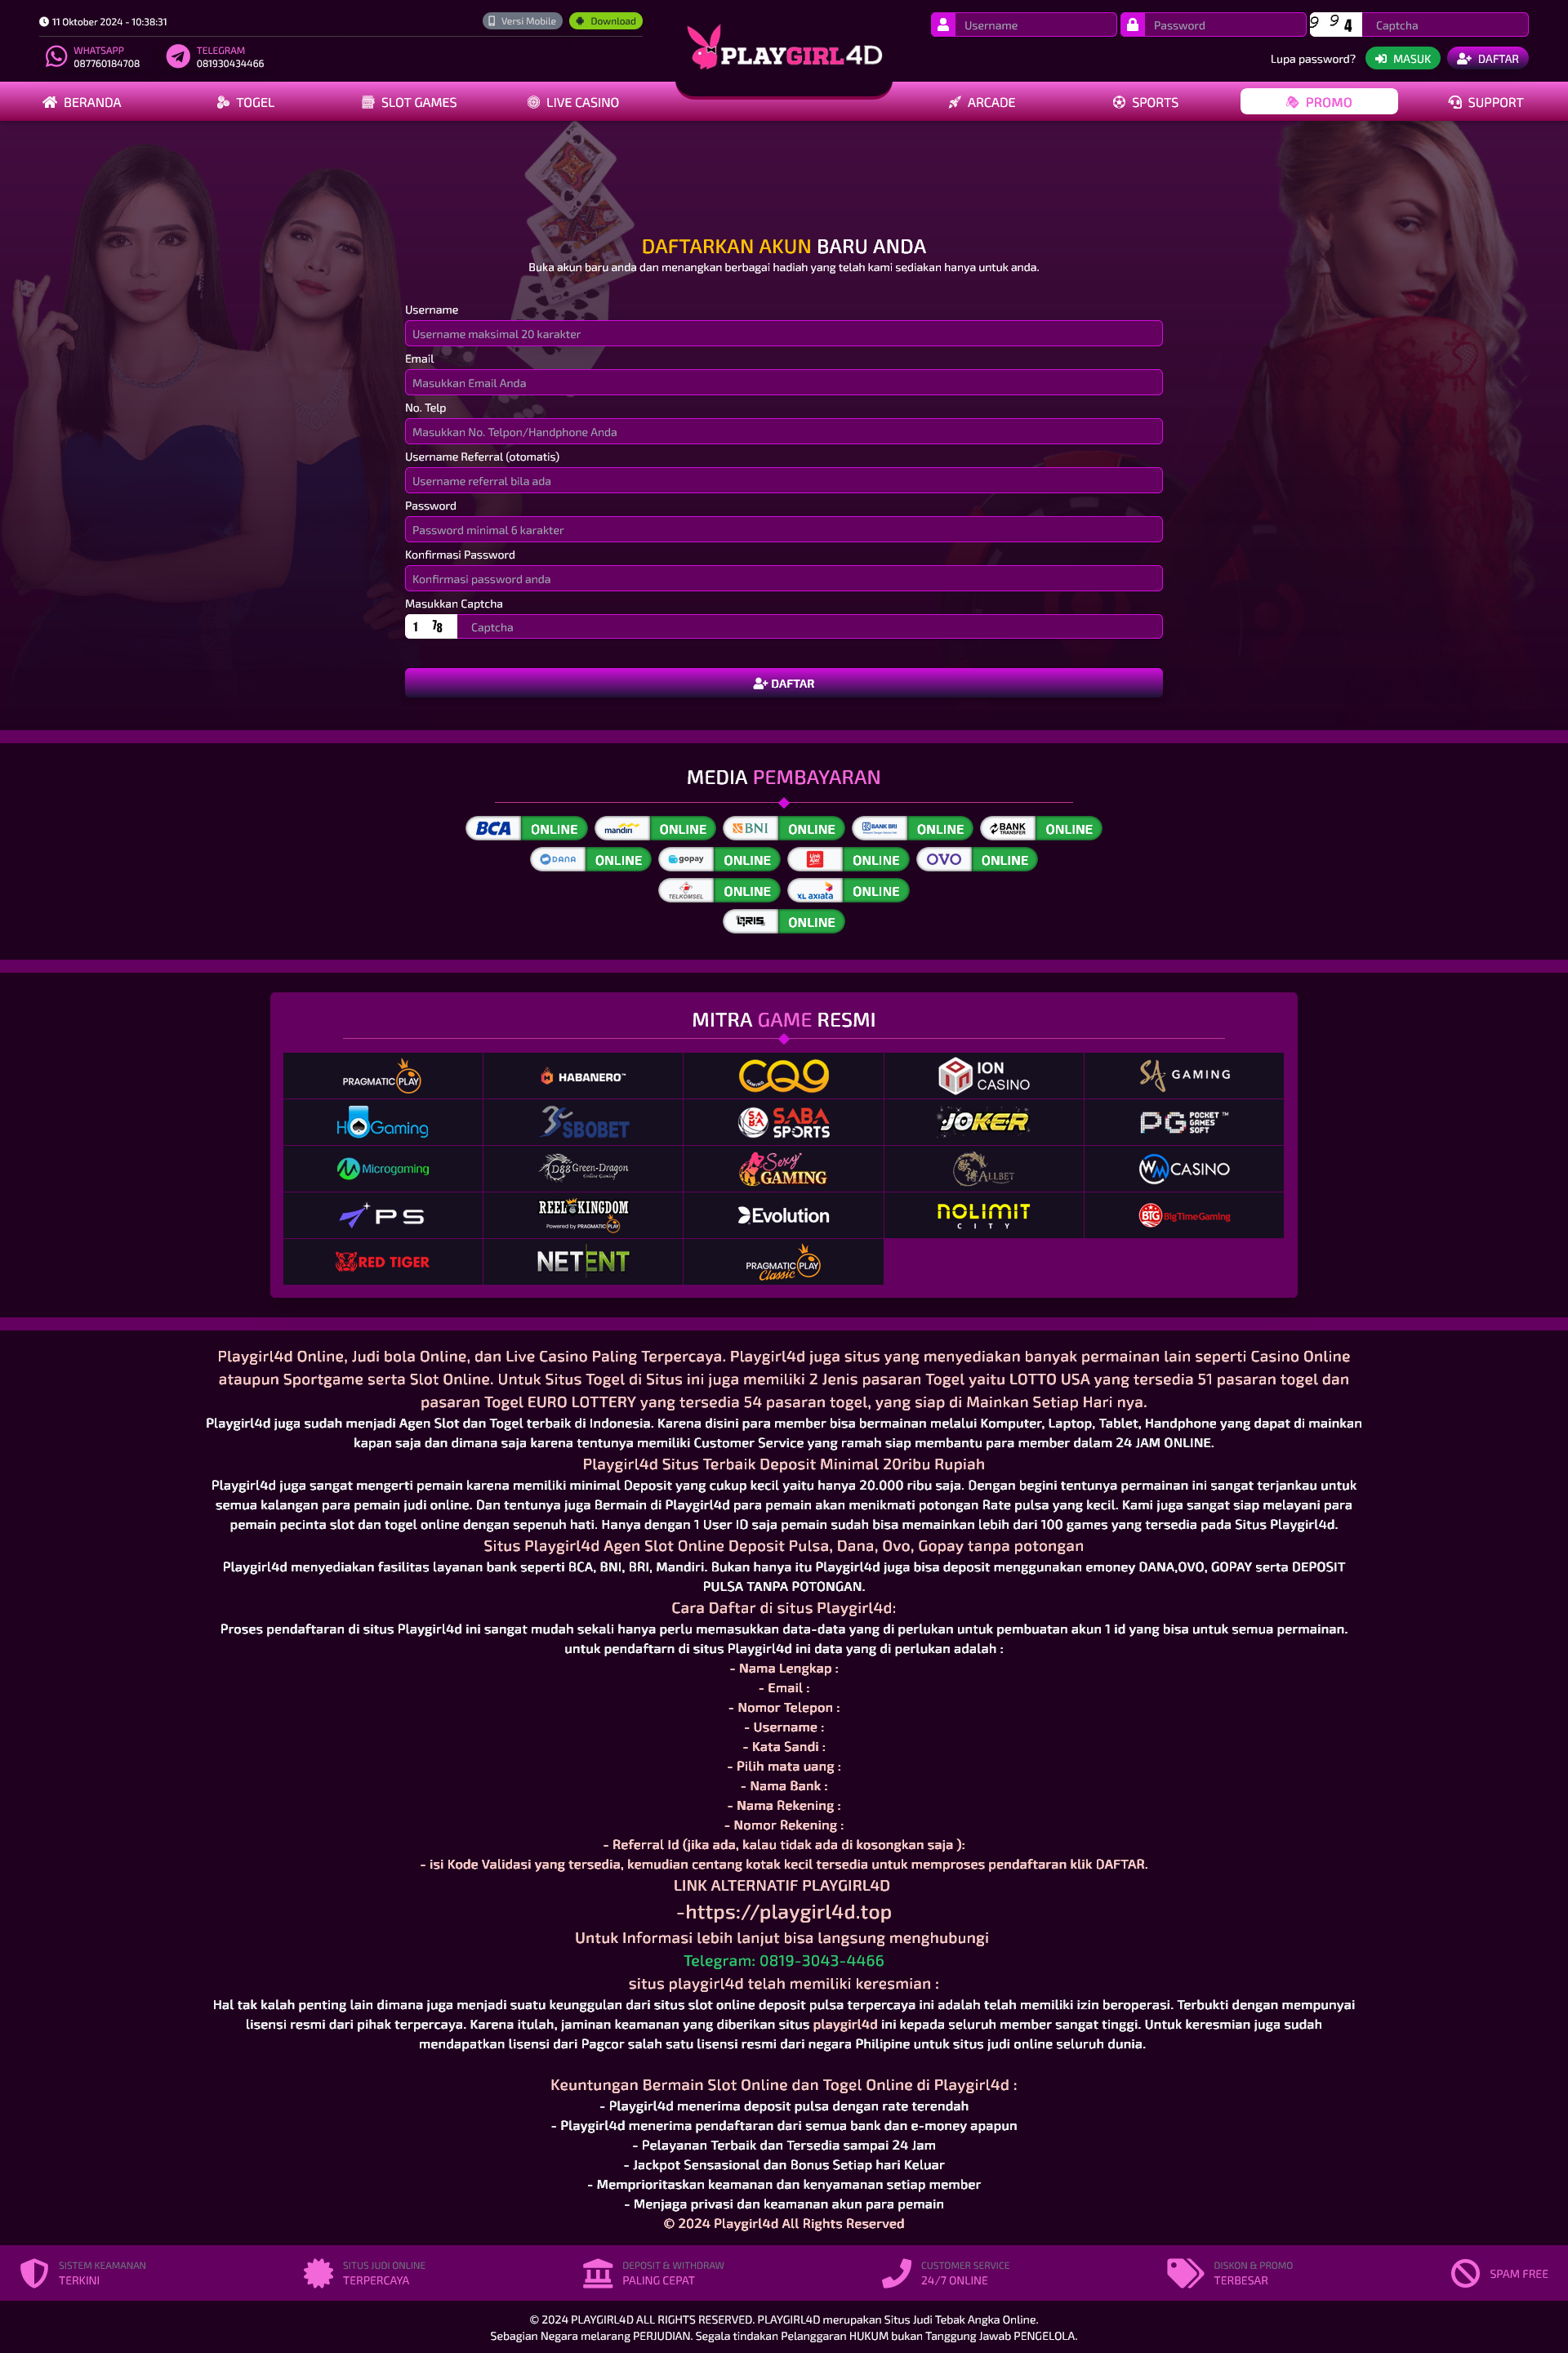 11 Oktober 2024 - 10:38:31
Versi Mobile
Download
WHATSAPP
087760184708
TELEGRAM
081930434466
PLAYGIRL4D
Username
Password
9 9 4
Captcha
Lupa password?
MASUK
DAFTAR
BERANDA
TOGEL
SLOT GAMES
LIVE CASINO
ARCADE
SPORTS
PROMO
SUPPORT
DAFTARKAN AKUN BARU ANDA
Buka akun baru anda dan menangkan berbagai hadiah yang telah kami sediakan hanya untuk anda.
Username
Username maksimal 20 karakter
Email
Masukkan Email Anda
No. Telp
Masukkan No. Telpon/Handphone Anda
Username Referral (otomatis)
Username referral bila ada
Password
Password minimal 6 karakter
Konfirmasi Password
Konfirmasi password anda
Masukkan Captcha
1 78
Captcha
DAFTAR
MEDIA PEMBAYARAN
BCA ONLINE
mandiri ONLINE
BNI ONLINE
BANK BRI ONLINE
BANK TRANSFER ONLINE
DANA ONLINE
gopay ONLINE
LinkAja! ONLINE
OVO ONLINE
TELKOMSEL ONLINE
XL axiata ONLINE
QRIS ONLINE
MITRA GAME RESMI
PRAGMATIC PLAY
HABANERO™
CQ9 GAMING
ION CASINO
SA GAMING
HoGaming
SBOBET
SABA SPORTS
JOKER
PG POCKET GAMES SOFT™
Microgaming
D88 Green-Dragon Online Gaming
Sexy GAMING
ALLBET
WM CASINO
PS
REEL KINGDOM Powered by PRAGMATIC PLAY
Evolution
NOLIMIT CITY
BTG BigTimeGaming
RED TIGER
NETENT
PRAGMATIC PLAY Classic
Playgirl4d Online, Judi bola Online, dan Live Casino Paling Terpercaya. Playgirl4d juga situs yang menyediakan banyak permainan lain seperti Casino Online
ataupun Sportgame serta Slot Online. Untuk Situs Togel di Situs ini juga memiliki 2 Jenis pasaran Togel yaitu LOTTO USA yang tersedia 51 pasaran togel dan
pasaran Togel EURO LOTTERY yang tersedia 54 pasaran togel, yang siap di Mainkan Setiap Hari nya.
Playgirl4d juga sudah menjadi Agen Slot dan Togel terbaik di Indonesia. Karena disini para member bisa bermainan melalui Komputer, Laptop, Tablet, Handphone yang dapat di mainkan
kapan saja dan dimana saja karena tentunya memiliki Customer Service yang ramah siap membantu para member dalam 24 JAM ONLINE.
Playgirl4d Situs Terbaik Deposit Minimal 20ribu Rupiah
Playgirl4d juga sangat mengerti pemain karena memiliki minimal Deposit yang cukup kecil yaitu hanya 20.000 ribu saja. Dengan begini tentunya permainan ini sangat terjankau untuk
semua kalangan para pemain judi online. Dan tentunya juga Bermain di Playgirl4d para pemain akan menikmati potongan Rate pulsa yang kecil. Kami juga sangat siap melayani para
pemain pecinta slot dan togel online dengan sepenuh hati. Hanya dengan 1 User ID saja pemain sudah bisa memainkan lebih dari 100 games yang tersedia pada Situs Playgirl4d.
Situs Playgirl4d Agen Slot Online Deposit Pulsa, Dana, Ovo, Gopay tanpa potongan
Playgirl4d menyediakan fasilitas layanan bank seperti BCA, BNI, BRI, Mandiri. Bukan hanya itu Playgirl4d juga bisa deposit menggunakan emoney DANA,OVO, GOPAY serta DEPOSIT
PULSA TANPA POTONGAN.
Cara Daftar di situs Playgirl4d:
Proses pendaftaran di situs Playgirl4d ini sangat mudah sekali hanya perlu memasukkan data-data yang di perlukan untuk pembuatan akun 1 id yang bisa untuk semua permainan.
untuk pendaftarn di situs Playgirl4d ini data yang di perlukan adalah :
- Nama Lengkap :
- Email :
- Nomor Telepon :
- Username :
- Kata Sandi :
- Pilih mata uang :
- Nama Bank :
- Nama Rekening :
- Nomor Rekening :
- Referral Id (jika ada, kalau tidak ada di kosongkan saja ):
- isi Kode Validasi yang tersedia, kemudian centang kotak kecil tersedia untuk memproses pendaftaran klik DAFTAR.
LINK ALTERNATIF PLAYGIRL4D
-https://playgirl4d.top
Untuk Informasi lebih lanjut bisa langsung menghubungi
Telegram: 0819-3043-4466
situs playgirl4d telah memiliki keresmian :
Hal tak kalah penting lain dimana juga menjadi suatu keunggulan dari situs slot online deposit pulsa terpercaya ini adalah telah memiliki izin beroperasi. Terbukti dengan mempunyai
lisensi resmi dari pihak terpercaya. Karena itulah, jaminan keamanan yang diberikan situs playgirl4d ini kepada seluruh member sangat tinggi. Untuk keresmian juga sudah
mendapatkan lisensi dari Pagcor salah satu lisensi resmi dari negara Philipine untuk situs judi online seluruh dunia.
Keuntungan Bermain Slot Online dan Togel Online di Playgirl4d :
- Playgirl4d menerima deposit pulsa dengan rate terendah
- Playgirl4d menerima pendaftaran dari semua bank dan e-money apapun
- Pelayanan Terbaik dan Tersedia sampai 24 Jam
- Jackpot Sensasional dan Bonus Setiap hari Keluar
- Memprioritaskan keamanan dan kenyamanan setiap member
- Menjaga privasi dan keamanan akun para pemain
© 2024 Playgirl4d All Rights Reserved
SISTEM KEAMANAN
TERKINI
SITUS JUDI ONLINE
TERPERCAYA
DEPOSIT & WITHDRAW
PALING CEPAT
CUSTOMER SERVICE
24/7 ONLINE
DISKON & PROMO
TERBESAR
SPAM FREE
© 2024 PLAYGIRL4D ALL RIGHTS RESERVED. PLAYGIRL4D merupakan Situs Judi Tebak Angka Online.
Sebagian Negara melarang PERJUDIAN. Segala tindakan Pelanggaran HUKUM bukan Tanggung Jawab PENGELOLA.